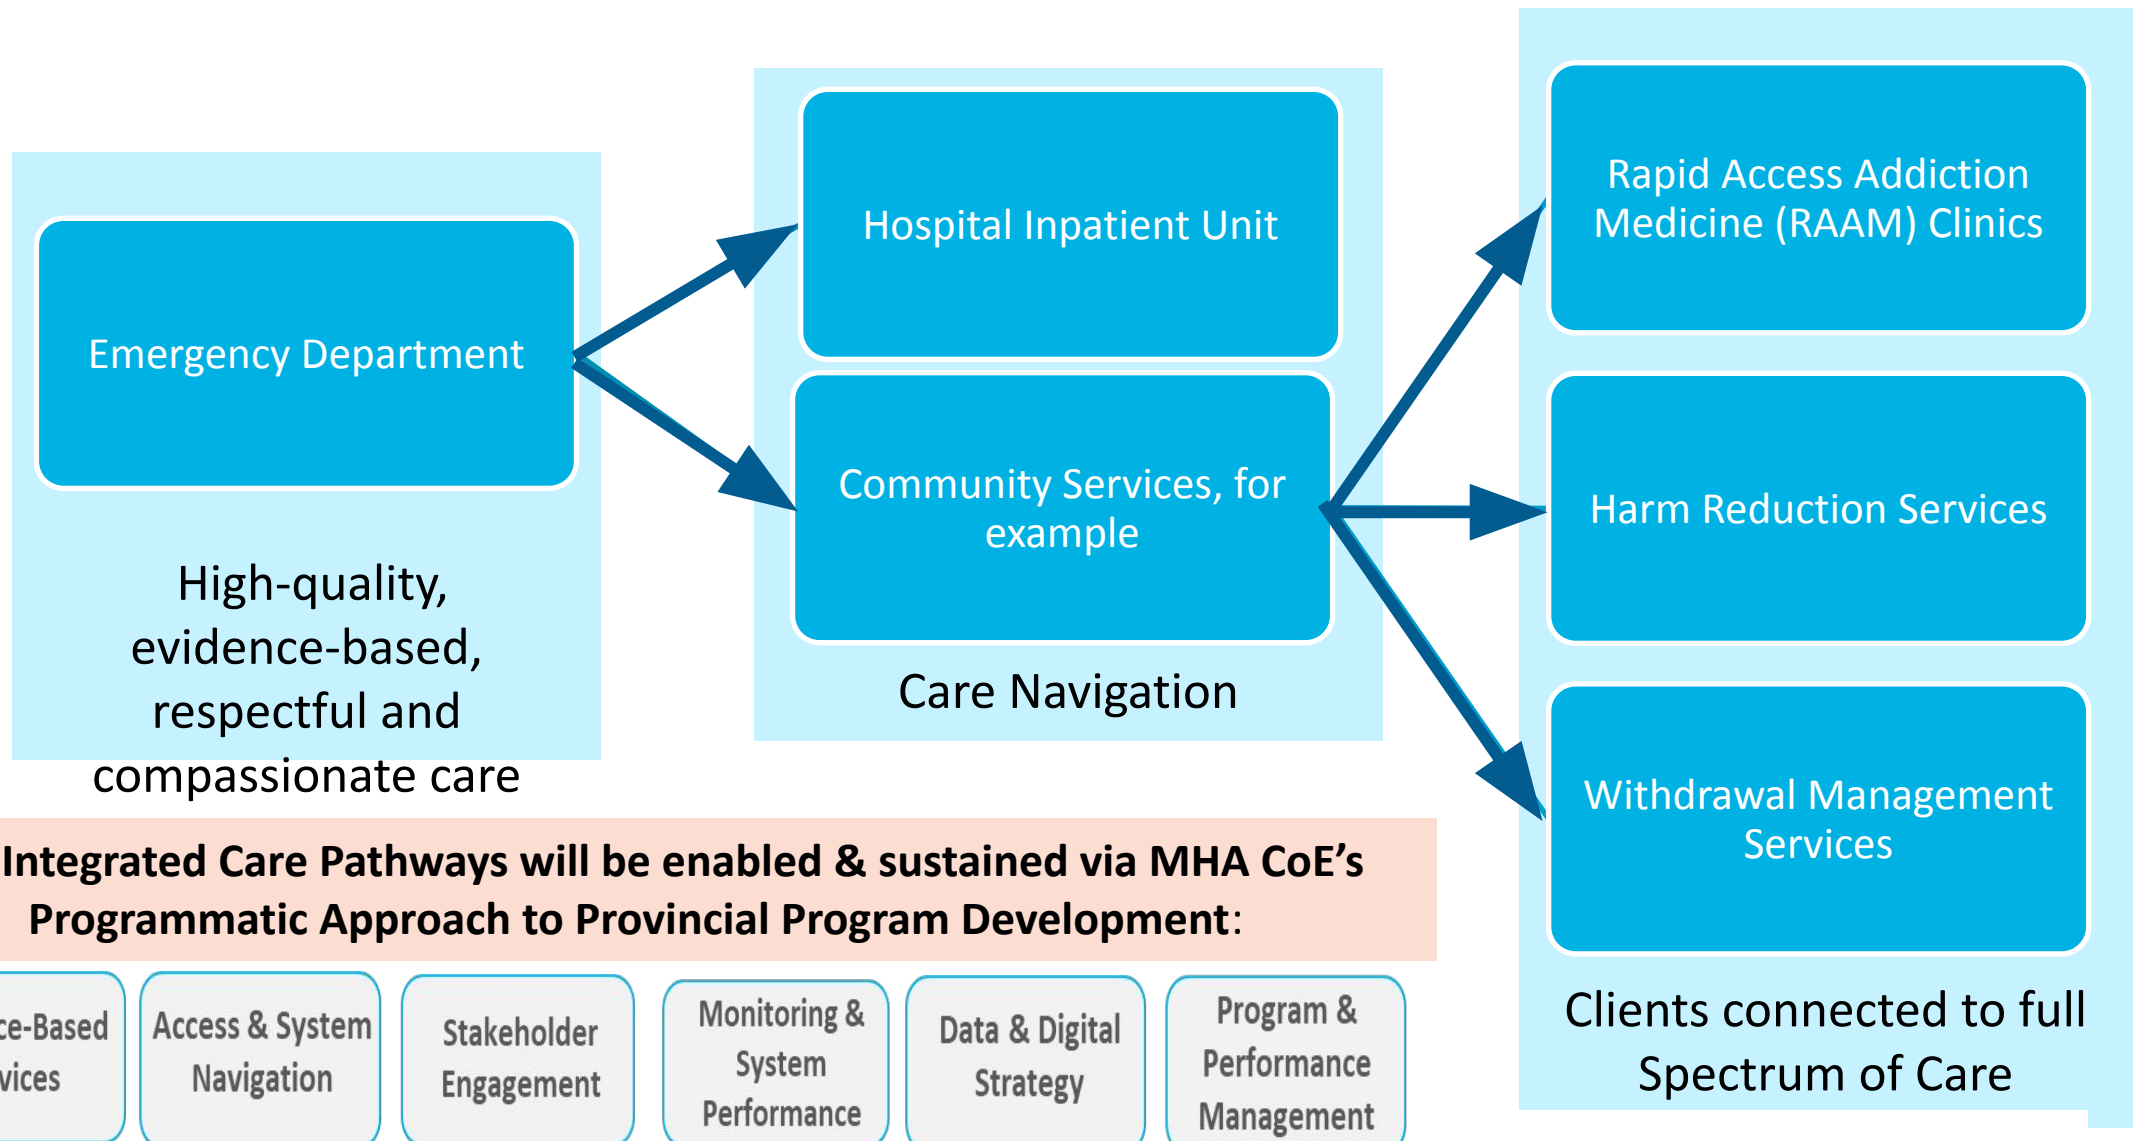 Emergency Department
High-quality,
evidence-based,
respectful and
compassionate care
Hospital Inpatient Unit
Community Services, for
example
Care Navigation
Rapid Access Addiction
Medicine (RAAM) Clinics
Harm Reduction Services
Withdrawal Management
Services
Clients connected to full
Spectrum of Care
Integrated Care Pathways will be enabled & sustained via MHA CoE’s
Programmatic Approach to Provincial Program Development:
ce-Based
vices
Access & System
Navigation
Stakeholder
Engagement
Monitoring &
System
Performance
Data & Digital
Strategy
Program &
Performance
Management